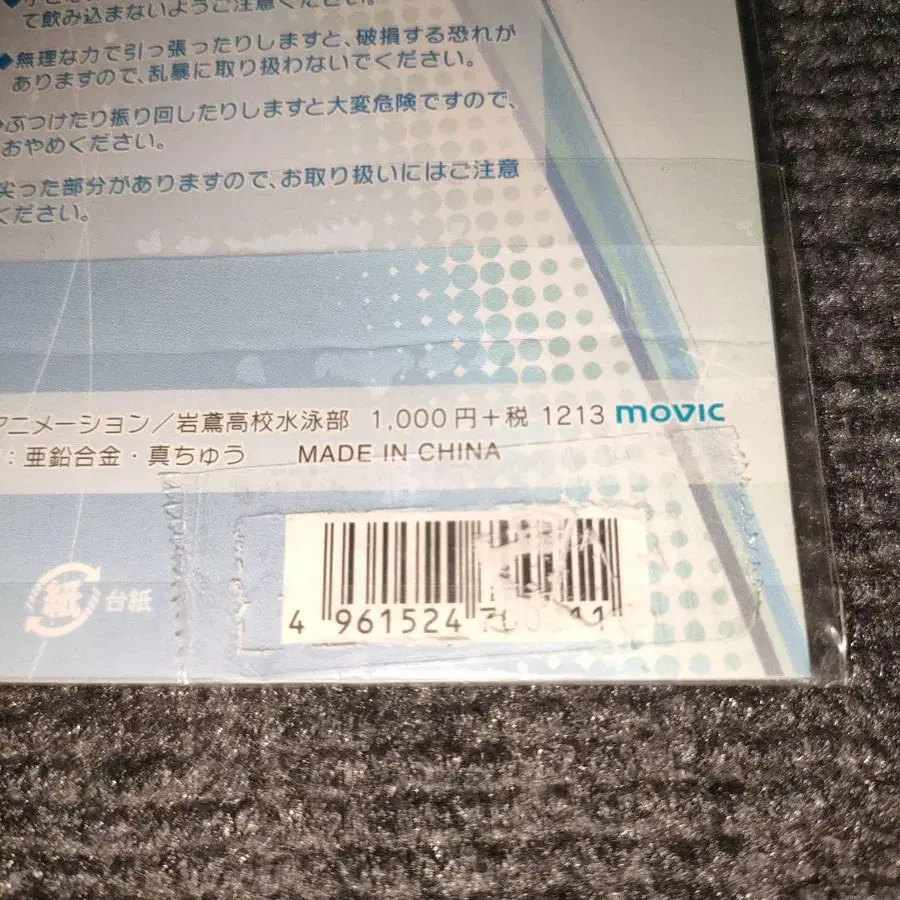 て飲み込まないようご注意ください。
◆無理な力で引っ張ったりしますと、破損する恐れが
ありますので、乱暴に取り扱わないでください。
◆ぶつけたり振り回したりしますと大変危険ですので、
おやめください。
尖った部分がありますので、お取り扱いにはご注意
ください。
アニメーション／岩鳶高校水泳部 1,000円+税 1213 movic
:亜鉛合金・真ちゅう MADE IN CHINA
紙 台紙
4 961524